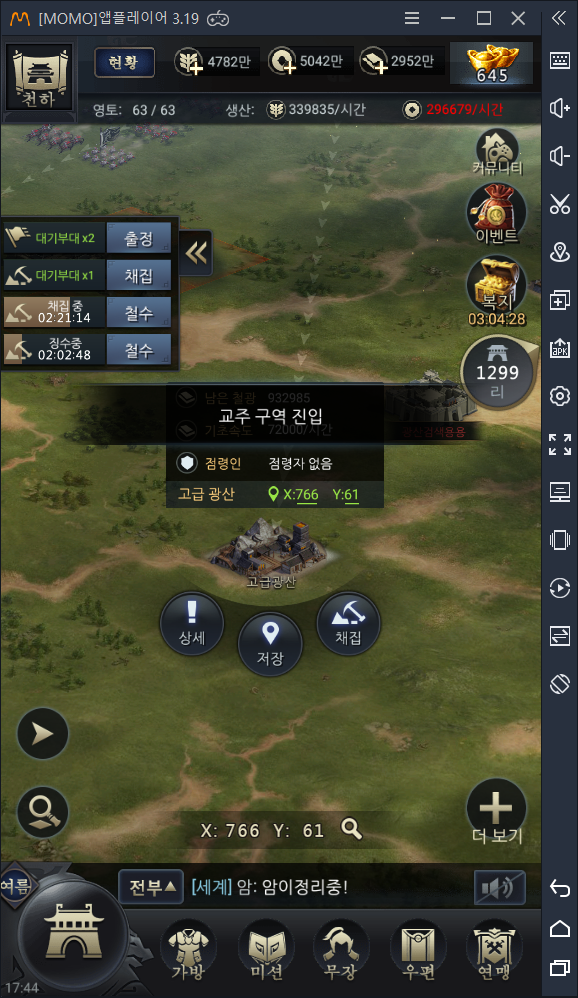 [MOMO]앱플레이어 3.19
천하
현황
4782만
5042만
2952만
645
영토: 63 / 63
생산:
339835/시간
296679/시간
커뮤니티
이벤트
복지
03:04:28
대기부대 x2
출정
대기부대 x1
채집
채집 중
02:21:14
철수
징수중
02:02:48
철수
1299
리
남은 철광 932985
교주 구역 진입
기초속도 72000/시간
점령인 점령자 없음
고급 광산 X:766 Y:61
고급광산
상세
저장
채집
APK
X: 766 Y: 61
더 보기
여름
전부
[세계] 암: 암이정리중!
가방
미션
무장
우편
연맹
17:44